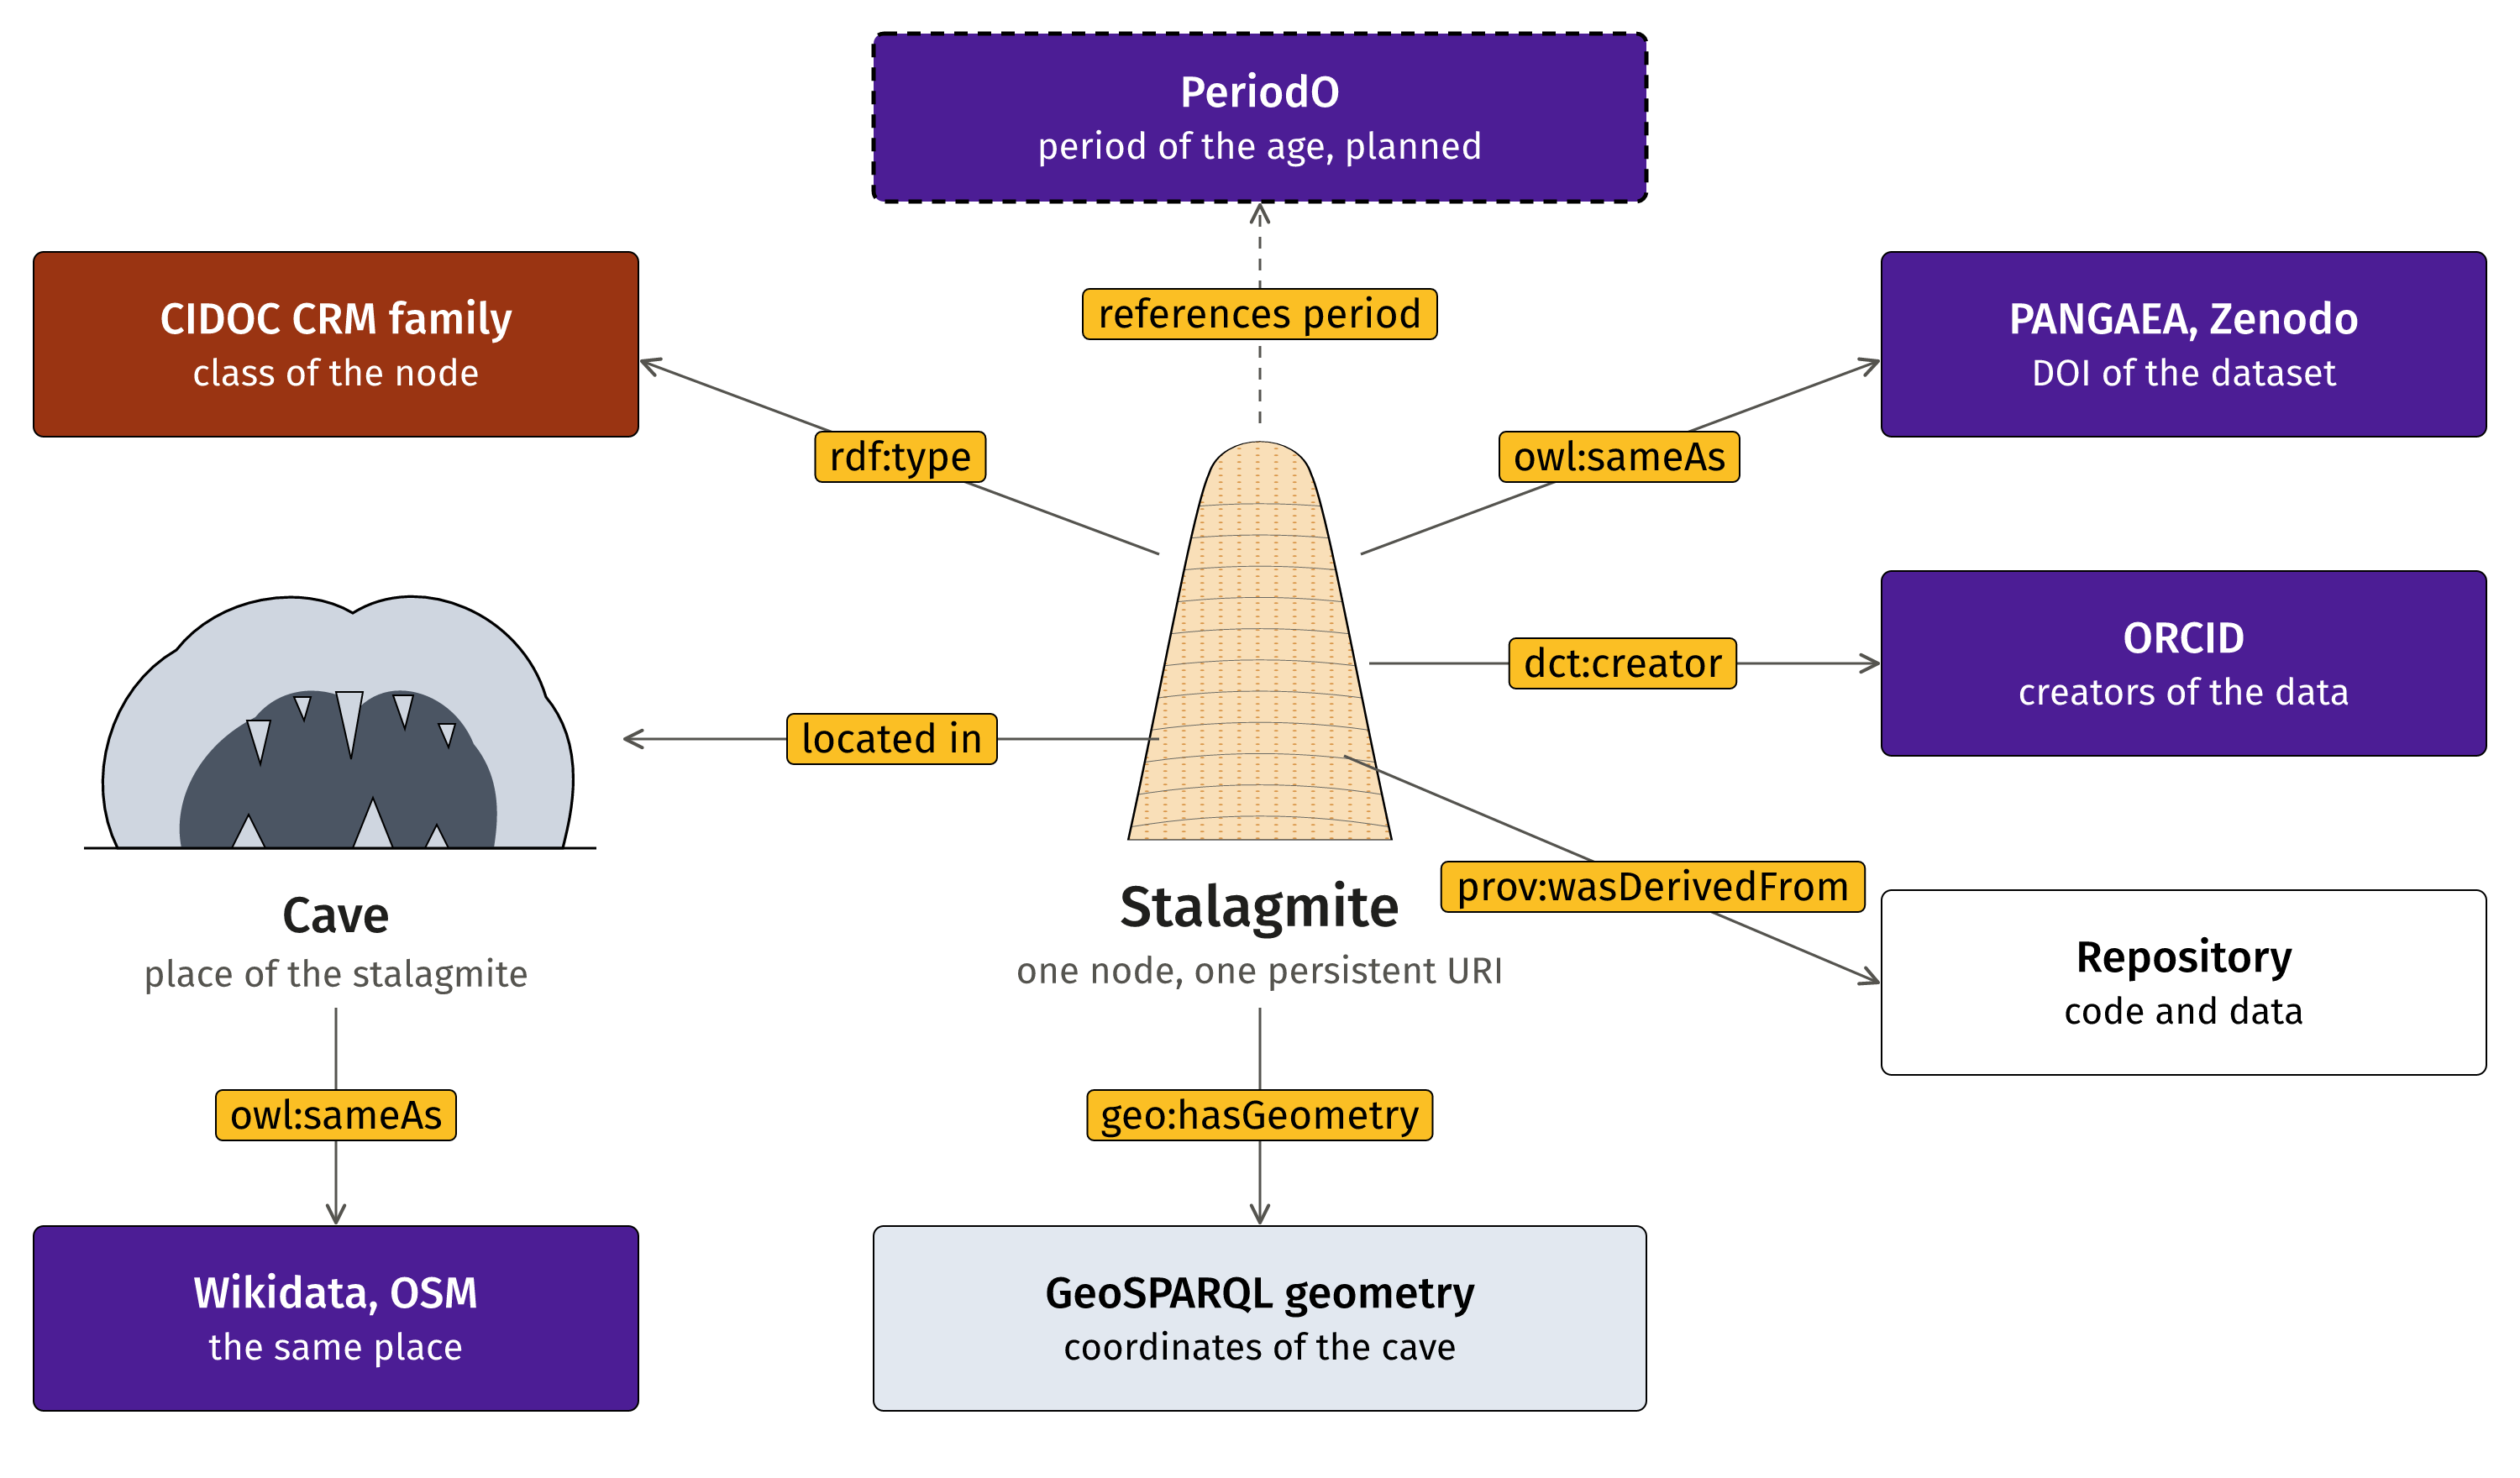 PeriodO
period of the age, planned
references period
CIDOC CRM family
class of the node
PANGAEA, Zenodo
DOI of the dataset
rdf:type
owl:sameAs
ORCID
creators of the data
dct:creator
located in
prov:wasDerivedFrom
Cave
place of the stalagmite
Stalagmite
one node, one persistent URI
Repository
code and data
owl:sameAs
geo:hasGeometry
Wikidata, OSM
the same place
GeoSPARQL geometry
coordinates of the cave